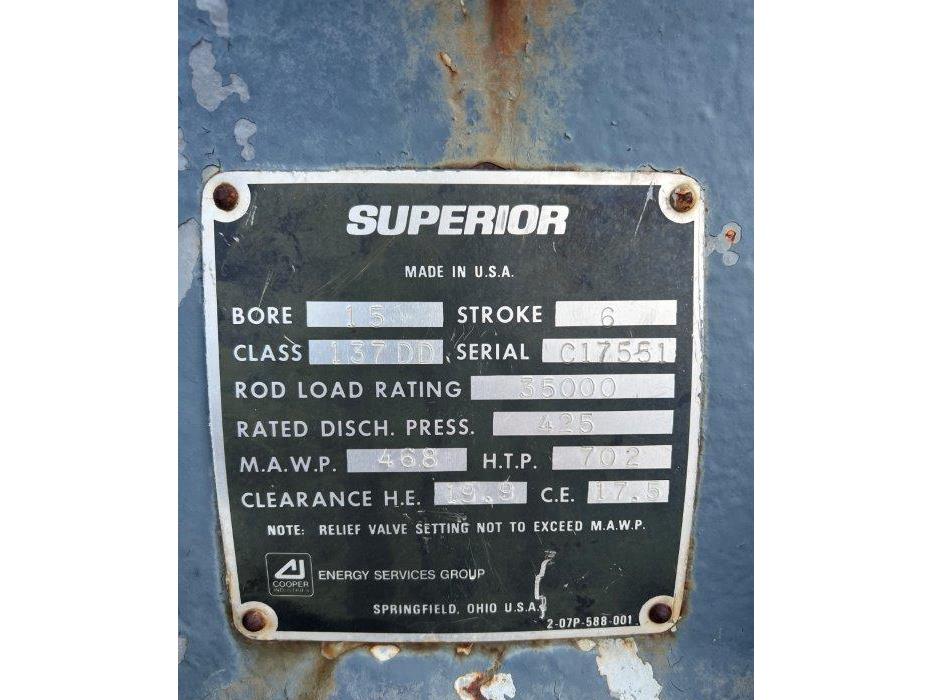 SUPERIOR
MADE IN U.S.A.
BORE 15 STROKE 6
CLASS 137DD SERIAL C17551
ROD LOAD RATING 35000
RATED DISCH. PRESS. 425
M.A.W.P. 468 H.T.P. 702
CLEARANCE H.E. 19.9 C.E. 17.5
NOTE: RELIEF VALVE SETTING NOT TO EXCEED M.A.W.P.
COOPER
INDUSTRIES
ENERGY SERVICES GROUP
SPRINGFIELD, OHIO U.S.A.
2-07P-588-001